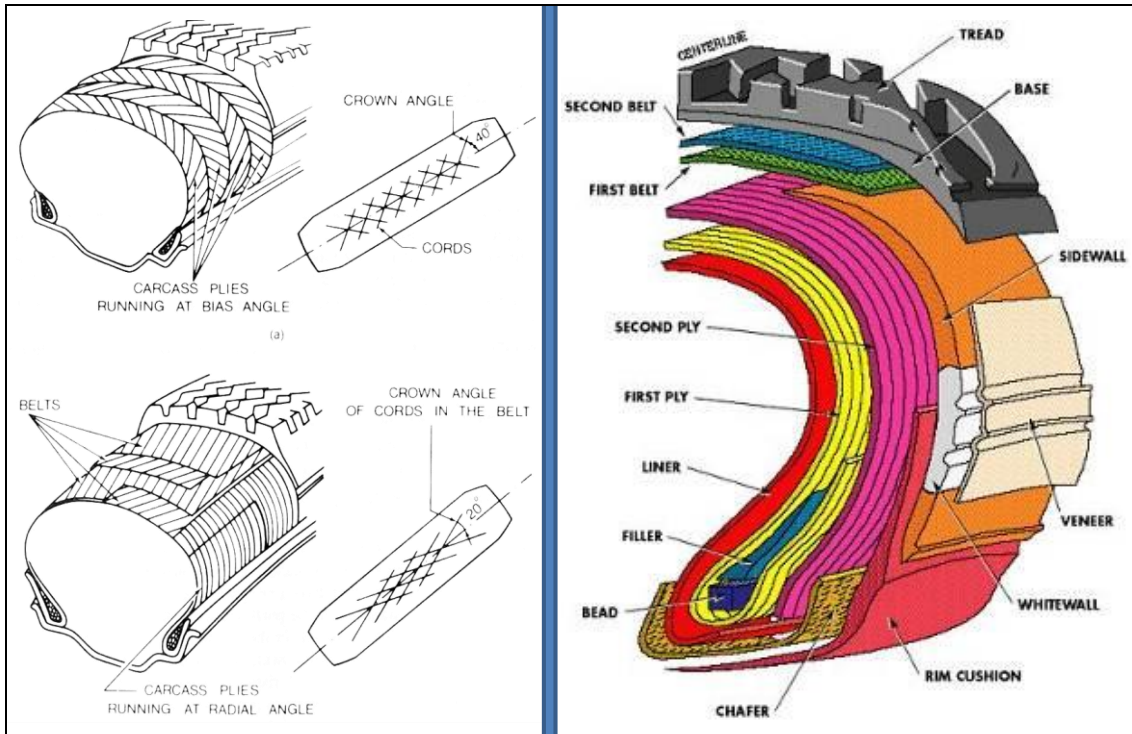 CROWN ANGLE
40°
CORDS
CARCASS PLIES
RUNNING AT BIAS ANGLE
(a)
BELTS
CROWN ANGLE
OF CORDS IN THE BELT
20°
CARCASS PLIES
RUNNING AT RADIAL ANGLE
CENTERLINE
TREAD
BASE
SECOND BELT
FIRST BELT
SIDEWALL
SECOND PLY
FIRST PLY
LINER
VENEER
FILLER
BEAD
WHITEWALL
RIM CUSHION
CHAFER